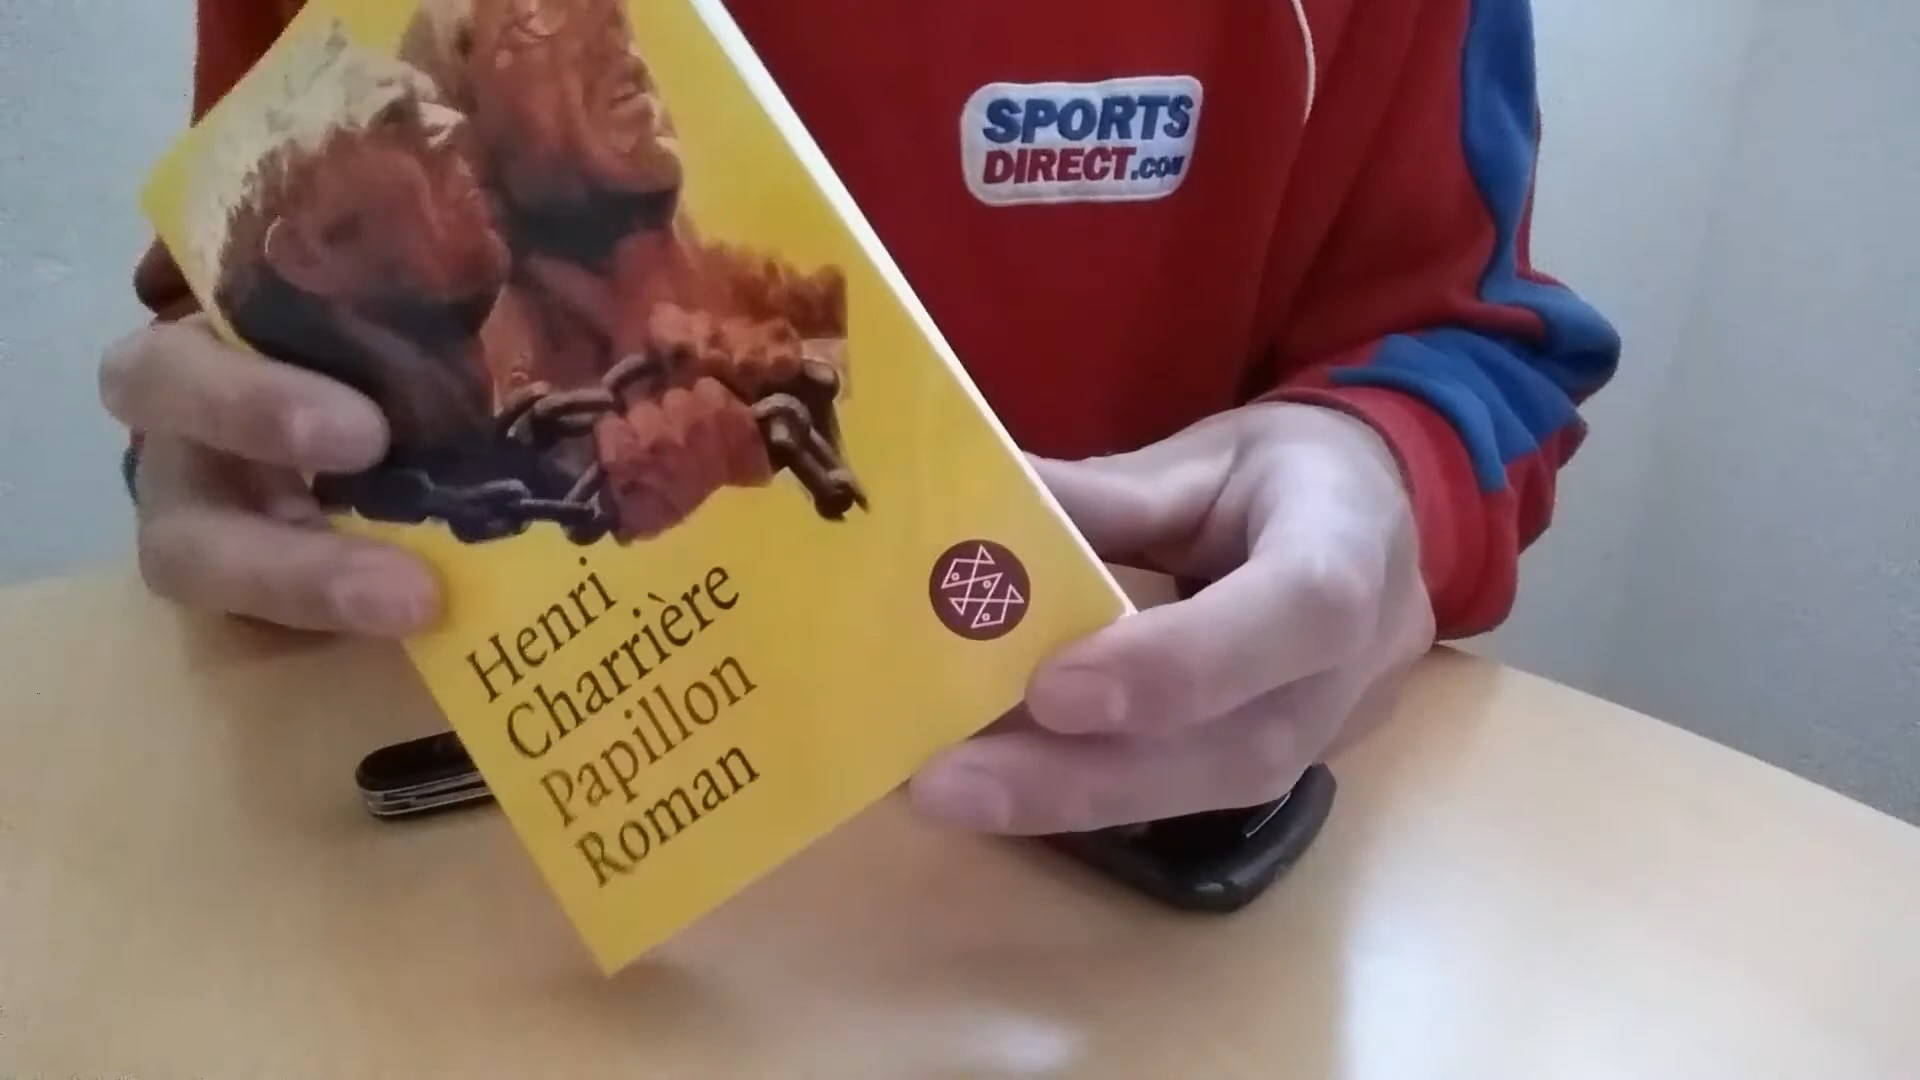 SPORTS
DIRECT.COM
Henri
Charrière
Papillon
Roman